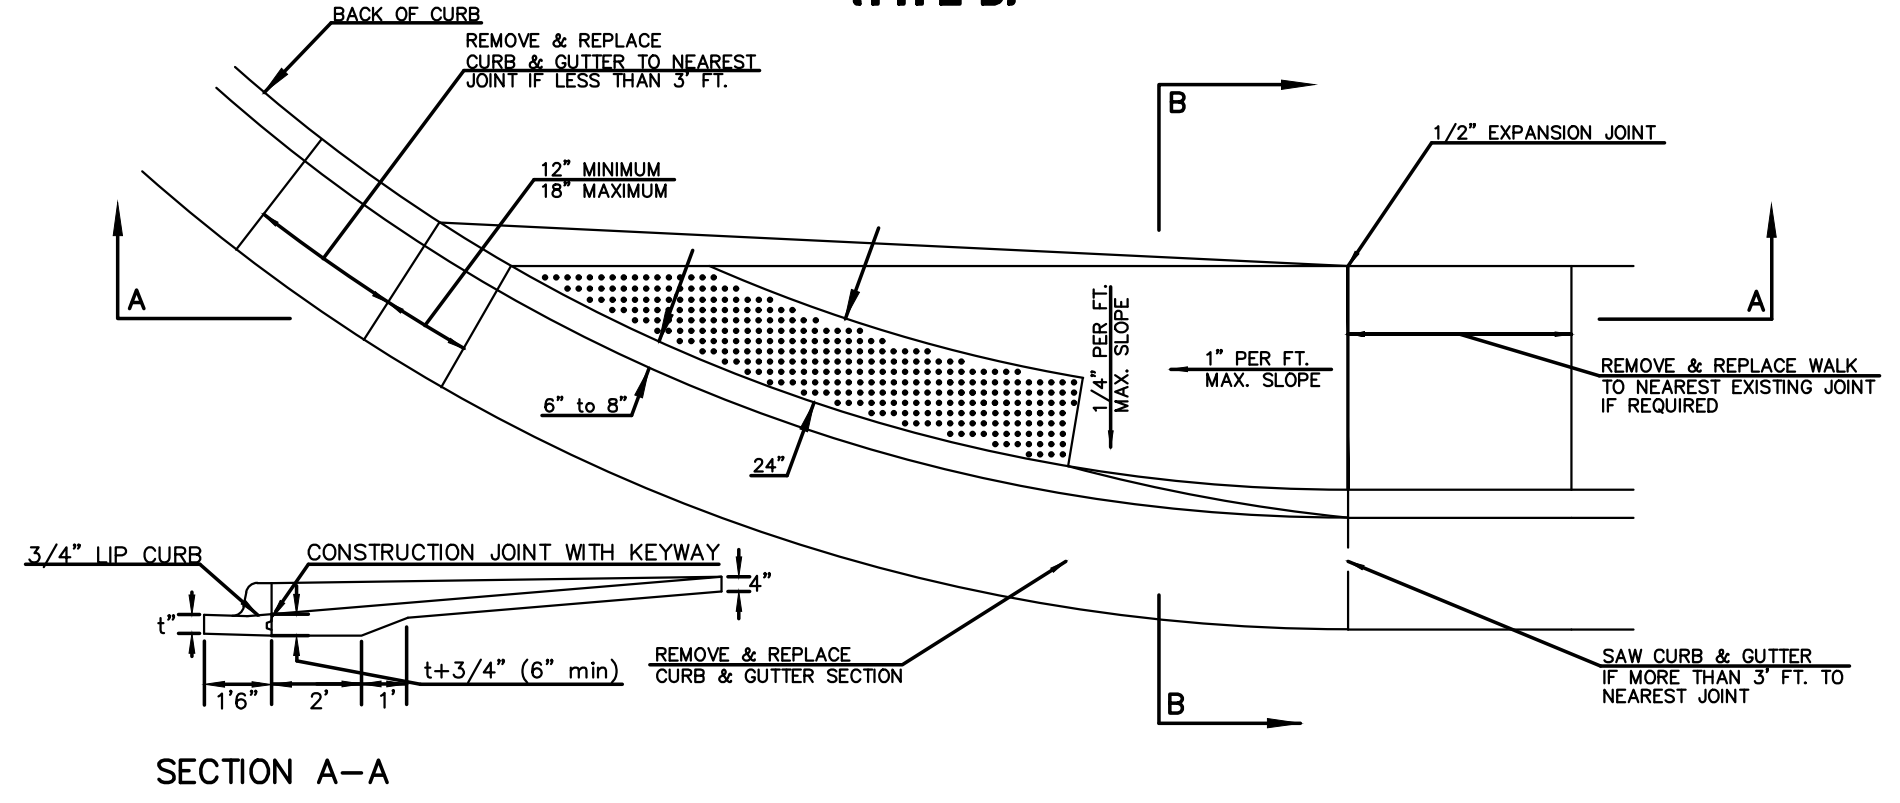 BACK OF CURB
REMOVE & REPLACE
CURB & GUTTER TO NEAREST
JOINT IF LESS THAN 3' FT.
12" MINIMUM
18" MAXIMUM
B
1/2" EXPANSION JOINT
A
A
1/4" PER FT.
MAX. SLOPE
1" PER FT.
MAX. SLOPE
REMOVE & REPLACE WALK
TO NEAREST EXISTING JOINT
IF REQUIRED
6" to 8"
24"
3/4" LIP CURB
CONSTRUCTION JOINT WITH KEYWAY
4"
t"
t+3/4" (6" min)
1'6"
2'
1'
REMOVE & REPLACE
CURB & GUTTER SECTION
B
SAW CURB & GUTTER
IF MORE THAN 3' FT. TO
NEAREST JOINT
SECTION A-A